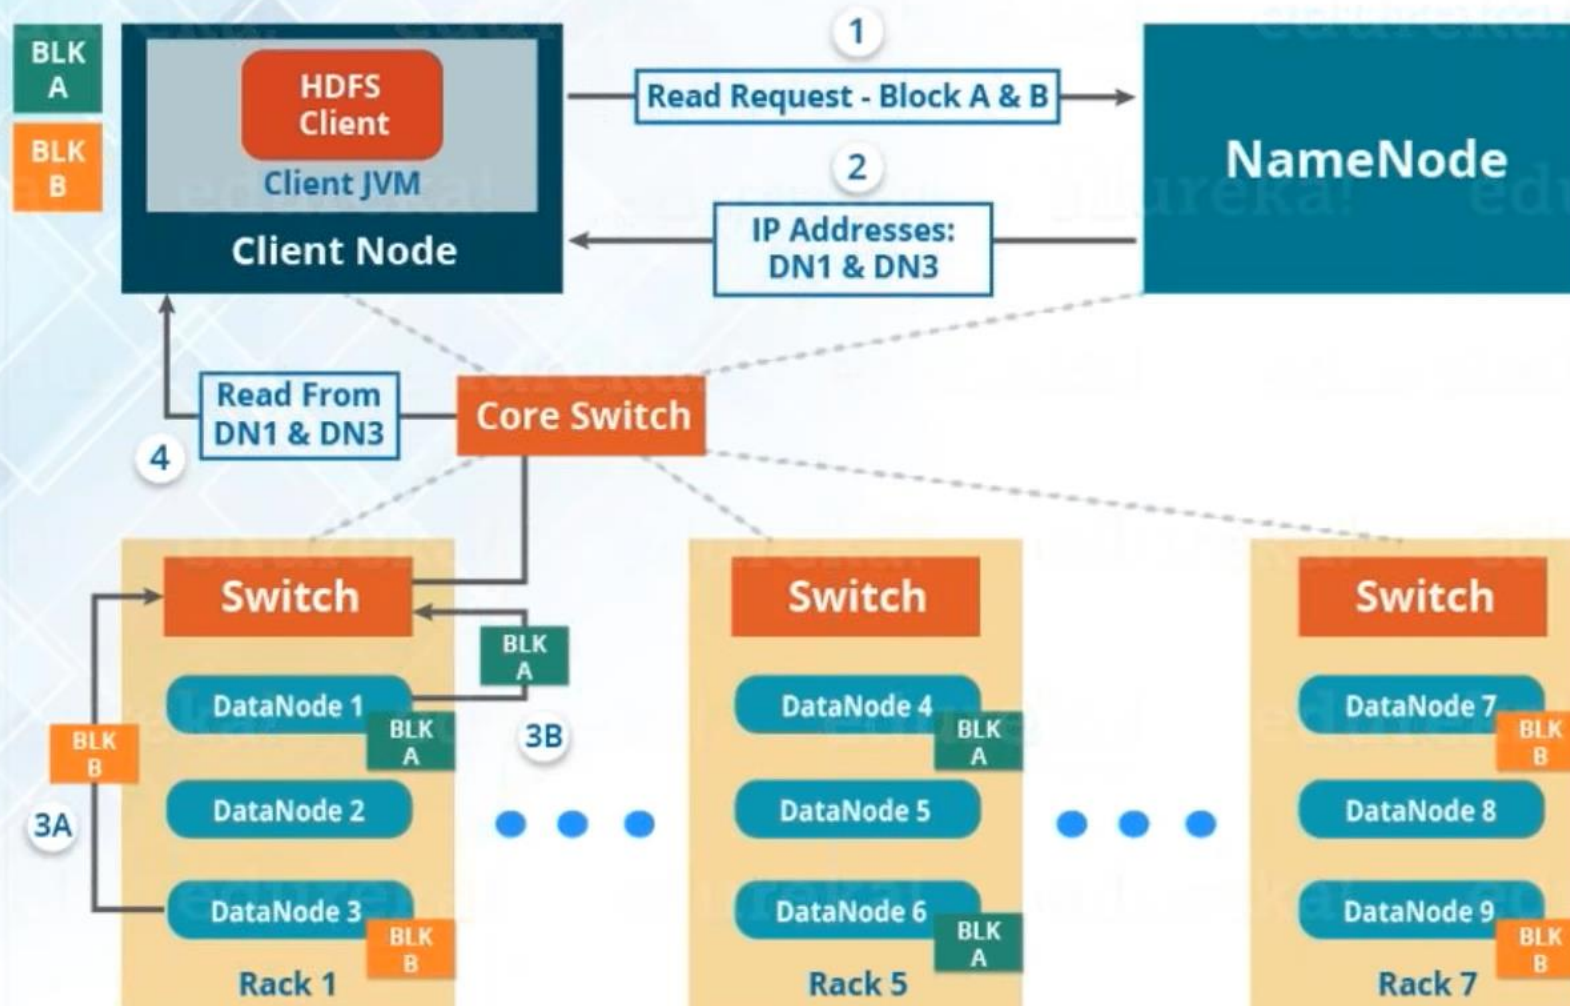 BLK
A
BLK
B
HDFS
Client
Client JVM
Client Node
1
Read Request - Block A & B
2
IP Addresses:
DN1 & DN3
NameNode
Read From
DN1 & DN3
4
Core Switch
Switch
DataNode 1
BLK
A
DataNode 2
DataNode 3
BLK
B
Rack 1
BLK
B
3A
BLK
A
3B
Switch
DataNode 4
BLK
A
DataNode 5
DataNode 6
BLK
A
Rack 5
Switch
DataNode 7
BLK
B
DataNode 8
DataNode 9
BLK
B
Rack 7
edureka!